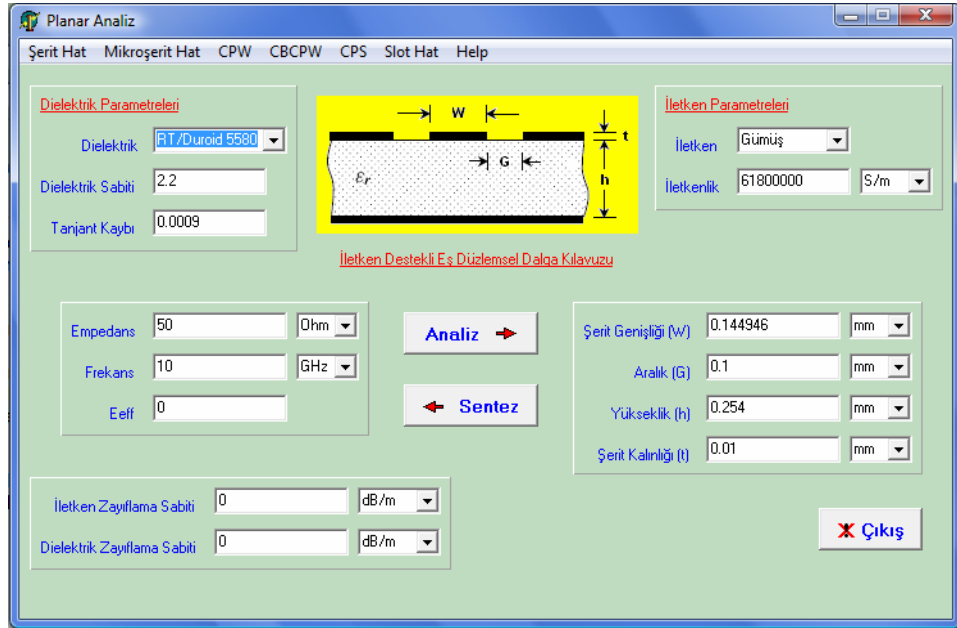 Planar Analiz
Şerit Hat Mikroşerit Hat CPW CBCPW CPS Slot Hat Help
Dielektrik Parametreleri
Dielektrik RT/Duroid 5580
Dielektrik Sabiti 2.2
Tanjant Kaybı 0.0009
W
t
G
εr
h
İletken Destekli Eş Düzlemsel Dalga Kılavuzu
İletken Parametreleri
İletken Gümüş
İletkenlik 61800000 S/m
Empedans 50 Ohm
Frekans 10 GHz
Eeff 0
Analiz
Sentez
Şerit Genişliği (W) 0.144946 mm
Aralık (G) 0.1 mm
Yükseklik (h) 0.254 mm
Şerit Kalınlığı (t) 0.01 mm
İletken Zayıflama Sabiti 0 dB/m
Dielektrik Zayıflama Sabiti 0 dB/m
Çıkış